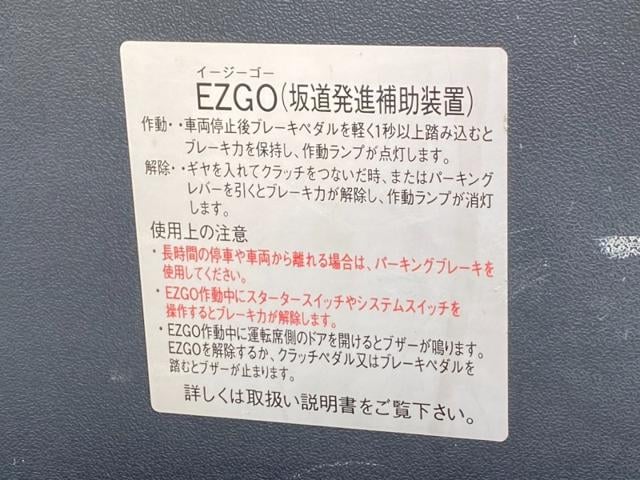 イージーゴー
EZGO(坂道発進補助装置)
作動・・車両停止後ブレーキペダルを軽く1秒以上踏み込むと
ブレーキ力を保持し、作動ランプが点灯します。
解除・・ギヤを入れてクラッチをつないだ時、またはパーキング
レバーを引くとブレーキ力が解除し、作動ランプが消灯
します。
使用上の注意
・長時間の停車や車両から離れる場合は、パーキングブレーキを
使用してください。
・EZGO作動中にスタータースイッチやシステムスイッチを
操作するとブレーキ力が解除します。
・EZGO作動中に運転席側のドアを開けるとブザーが鳴ります。
EZGOを解除するか、クラッチペダル又はブレーキペダルを
踏むとブザーが止まります。
詳しくは取扱い説明書をご覧下さい。